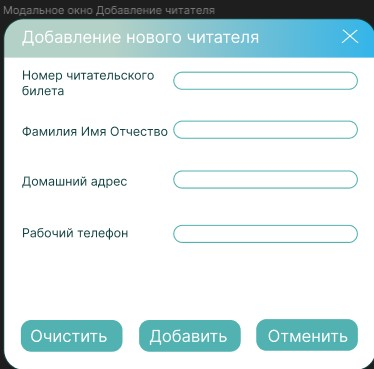 Модальное окно Добавление читателя
Добавление нового читателя
Номер читательского
билета
Фамилия Имя Отчество
Домашний адрес
Рабочий телефон
Очистить
Добавить
Отменить